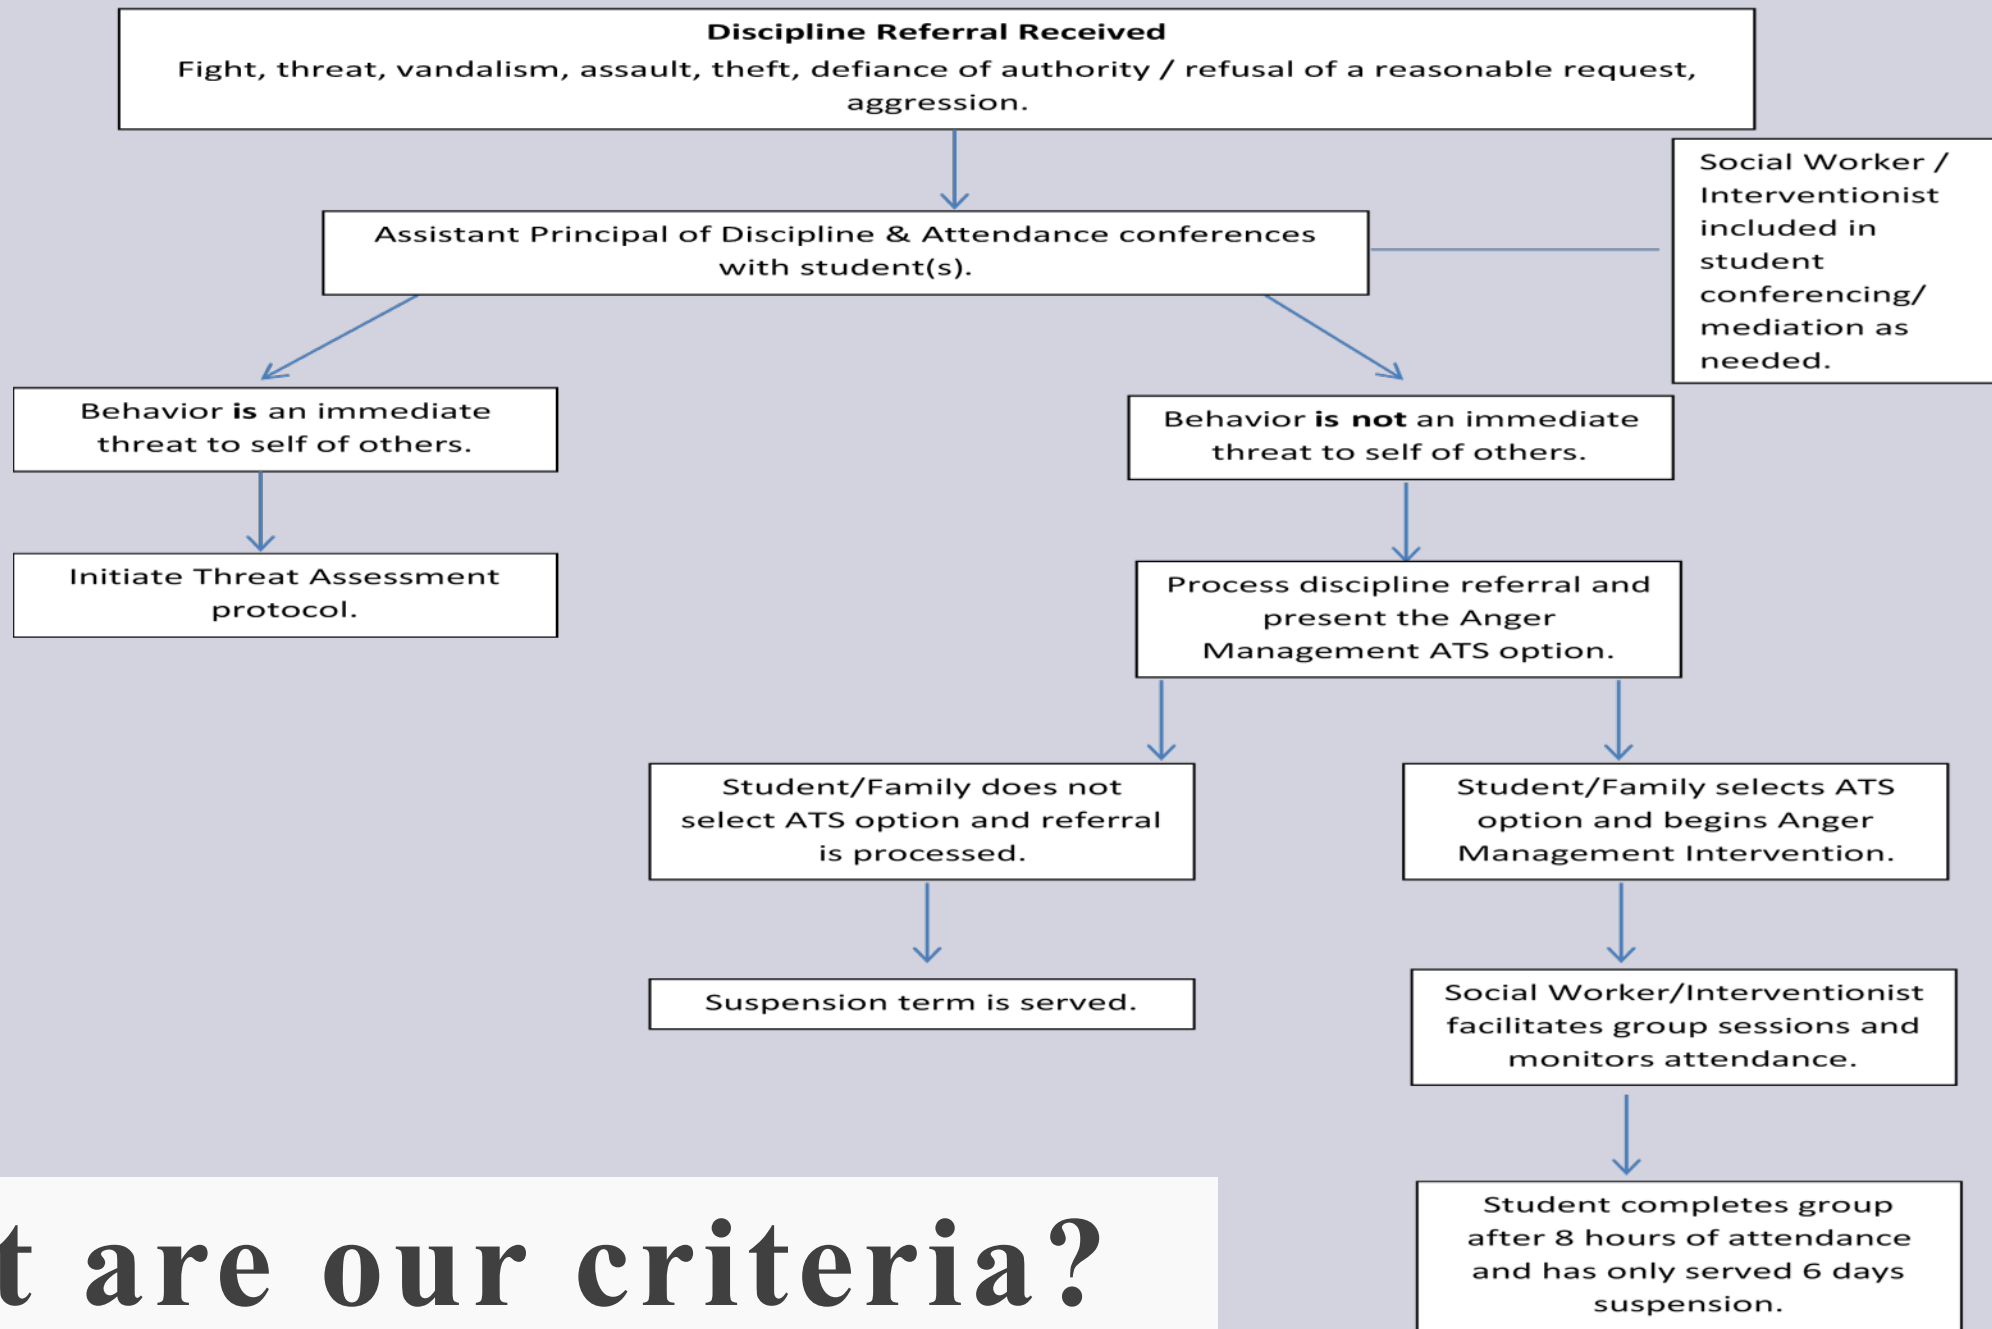 Discipline Referral Received
Fight, threat, vandalism, assault, theft, defiance of authority / refusal of a reasonable request,
aggression.
Assistant Principal of Discipline & Attendance conferences
with student(s).
Social Worker /
Interventionist
included in
student
conferencing/
mediation as
needed.
Behavior is an immediate
threat to self of others.
Behavior is not an immediate
threat to self of others.
Initiate Threat Assessment
protocol.
Process discipline referral and
present the Anger
Management ATS option.
Student/Family does not
select ATS option and referral
is processed.
Student/Family selects ATS
option and begins Anger
Management Intervention.
Suspension term is served.
Social Worker/Interventionist
facilitates group sessions and
monitors attendance.
Student completes group
after 8 hours of attendance
and has only served 6 days
suspension.
t are our criteria?